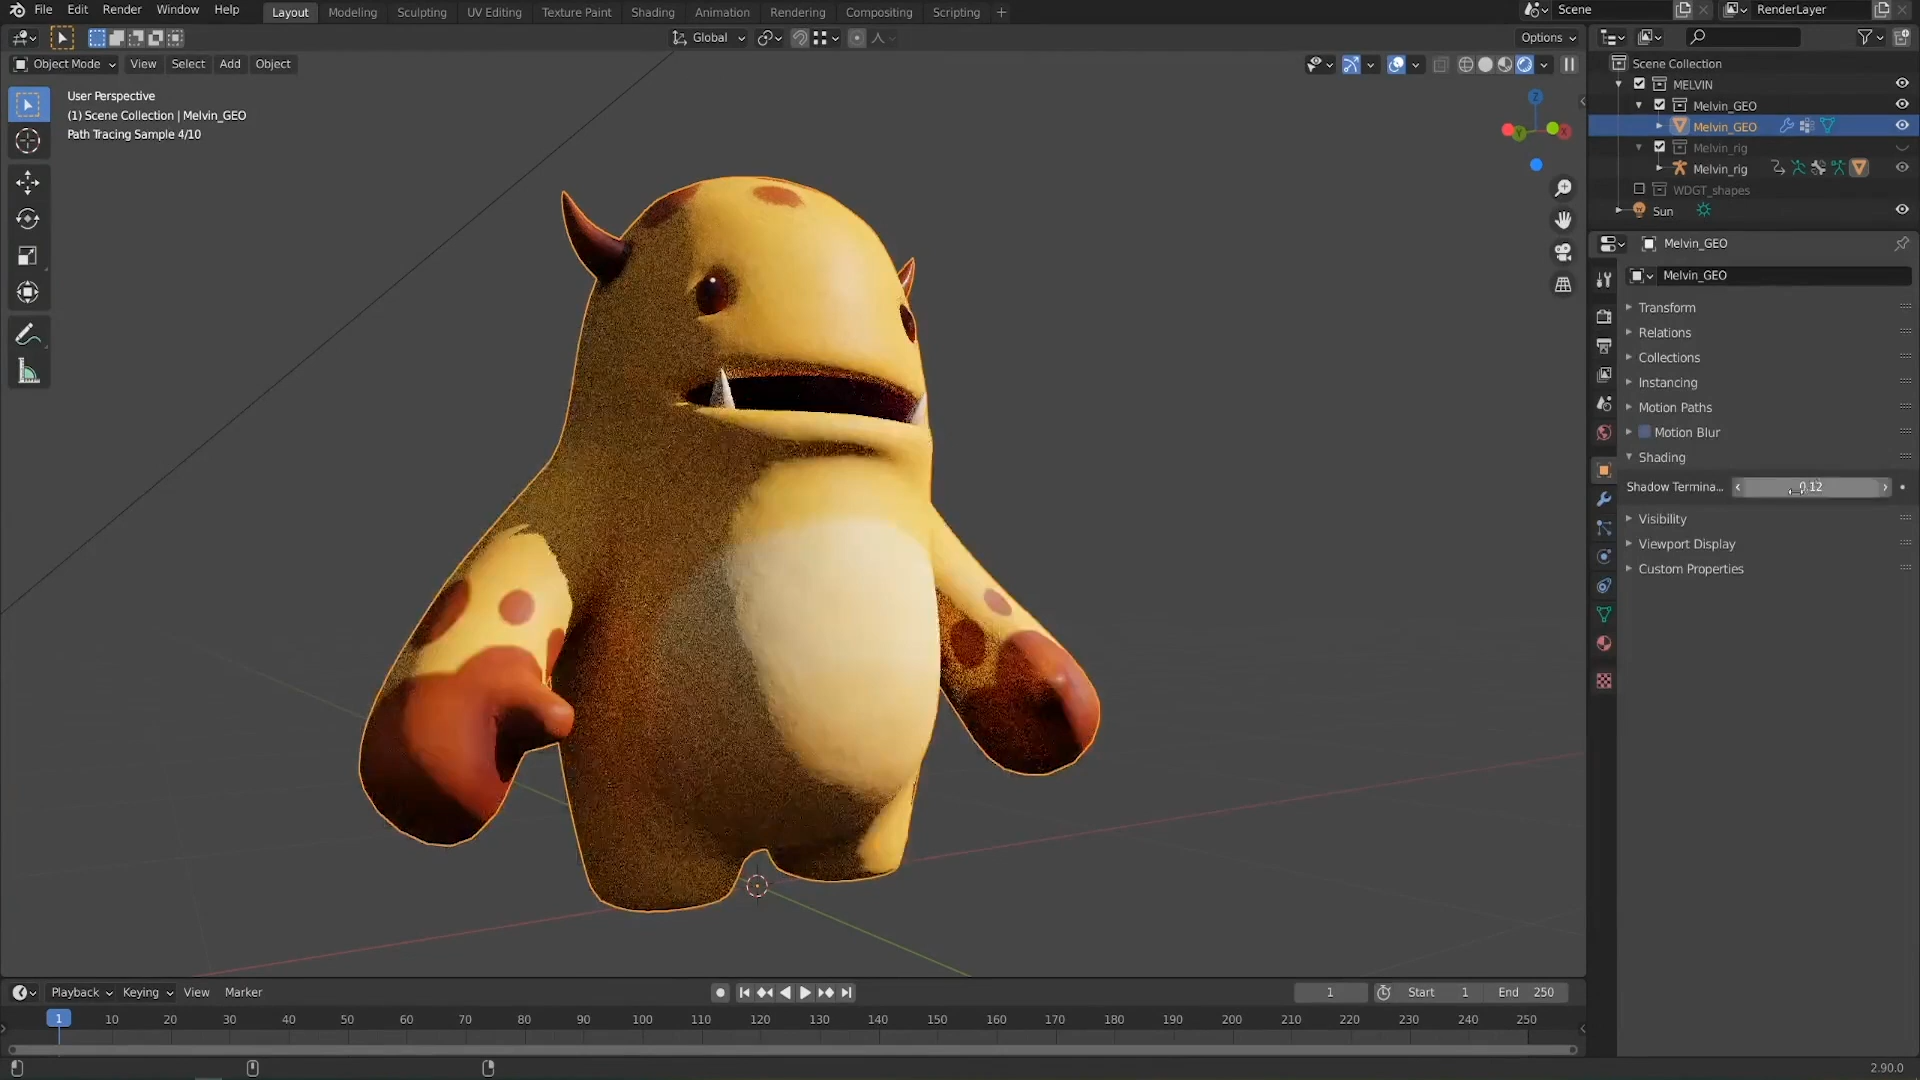 File Edit Render Window Help Layout Modeling Sculpting UV Editing Texture Paint Shading Animation Rendering Compositing Scripting + Scene RenderLayer
Global Options
Object Mode View Select Add Object
User Perspective
(1) Scene Collection | Melvin_GEO
Path Tracing Sample 4/10
Z
Y
X
Scene Collection
MELVIN
Melvin_GEO
Melvin_GEO
Melvin_rig
Melvin_rig
WDGT_shapes
Sun
Melvin_GEO
Melvin_GEO
Transform
Relations
Collections
Instancing
Motion Paths
Motion Blur
Shading
Shadow Termina... 0.12
Visibility
Viewport Display
Custom Properties
Playback Keying View Marker 1 Start 1 End 250
1 10 20 30 40 50 60 70 80 90 100 110 120 130 140 150 160 170 180 190 200 210 220 230 240 250
2.90.0